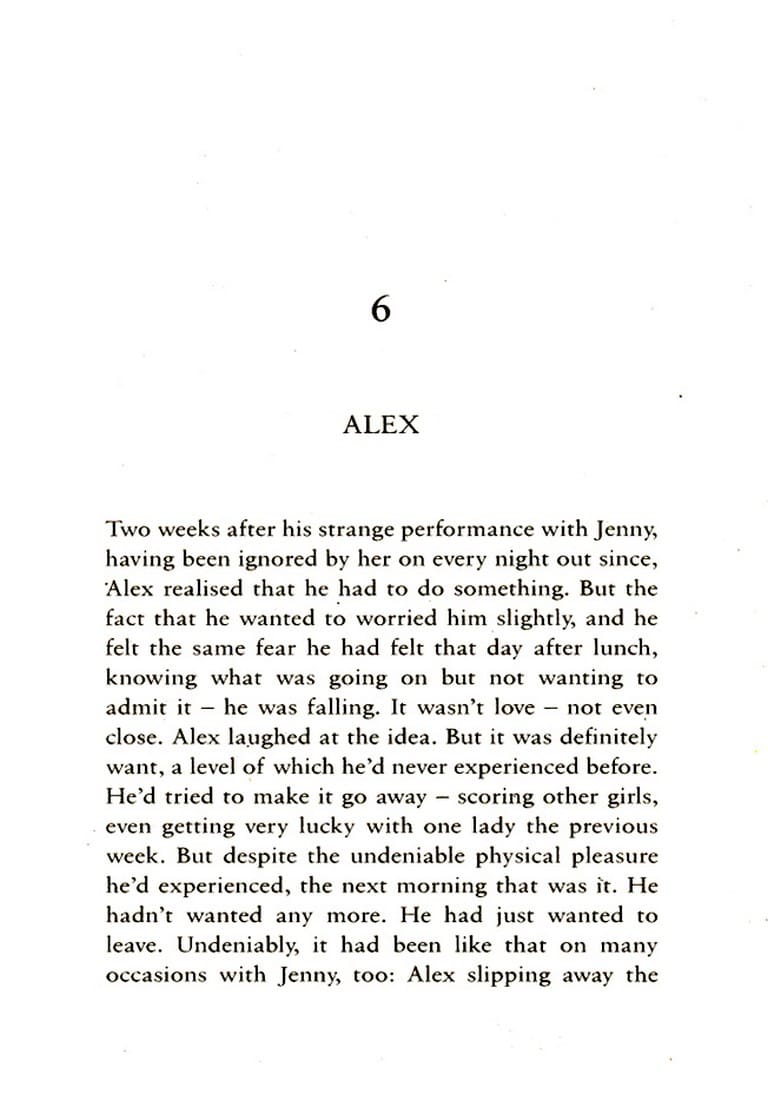 6
ALEX
Two weeks after his strange performance with Jenny,
having been ignored by her on every night out since,
Alex realised that he had to do something. But the
fact that he wanted to worried him slightly, and he
felt the same fear he had felt that day after lunch,
knowing what was going on but not wanting to
admit it – he was falling. It wasn't love – not even
close. Alex laughed at the idea. But it was definitely
want, a level of which he'd never experienced before.
He'd tried to make it go away – scoring other girls,
even getting very lucky with one lady the previous
week. But despite the undeniable physical pleasure
he'd experienced, the next morning that was it. He
hadn't wanted any more. He had just wanted to
leave. Undeniably, it had been like that on many
occasions with Jenny, too: Alex slipping away the